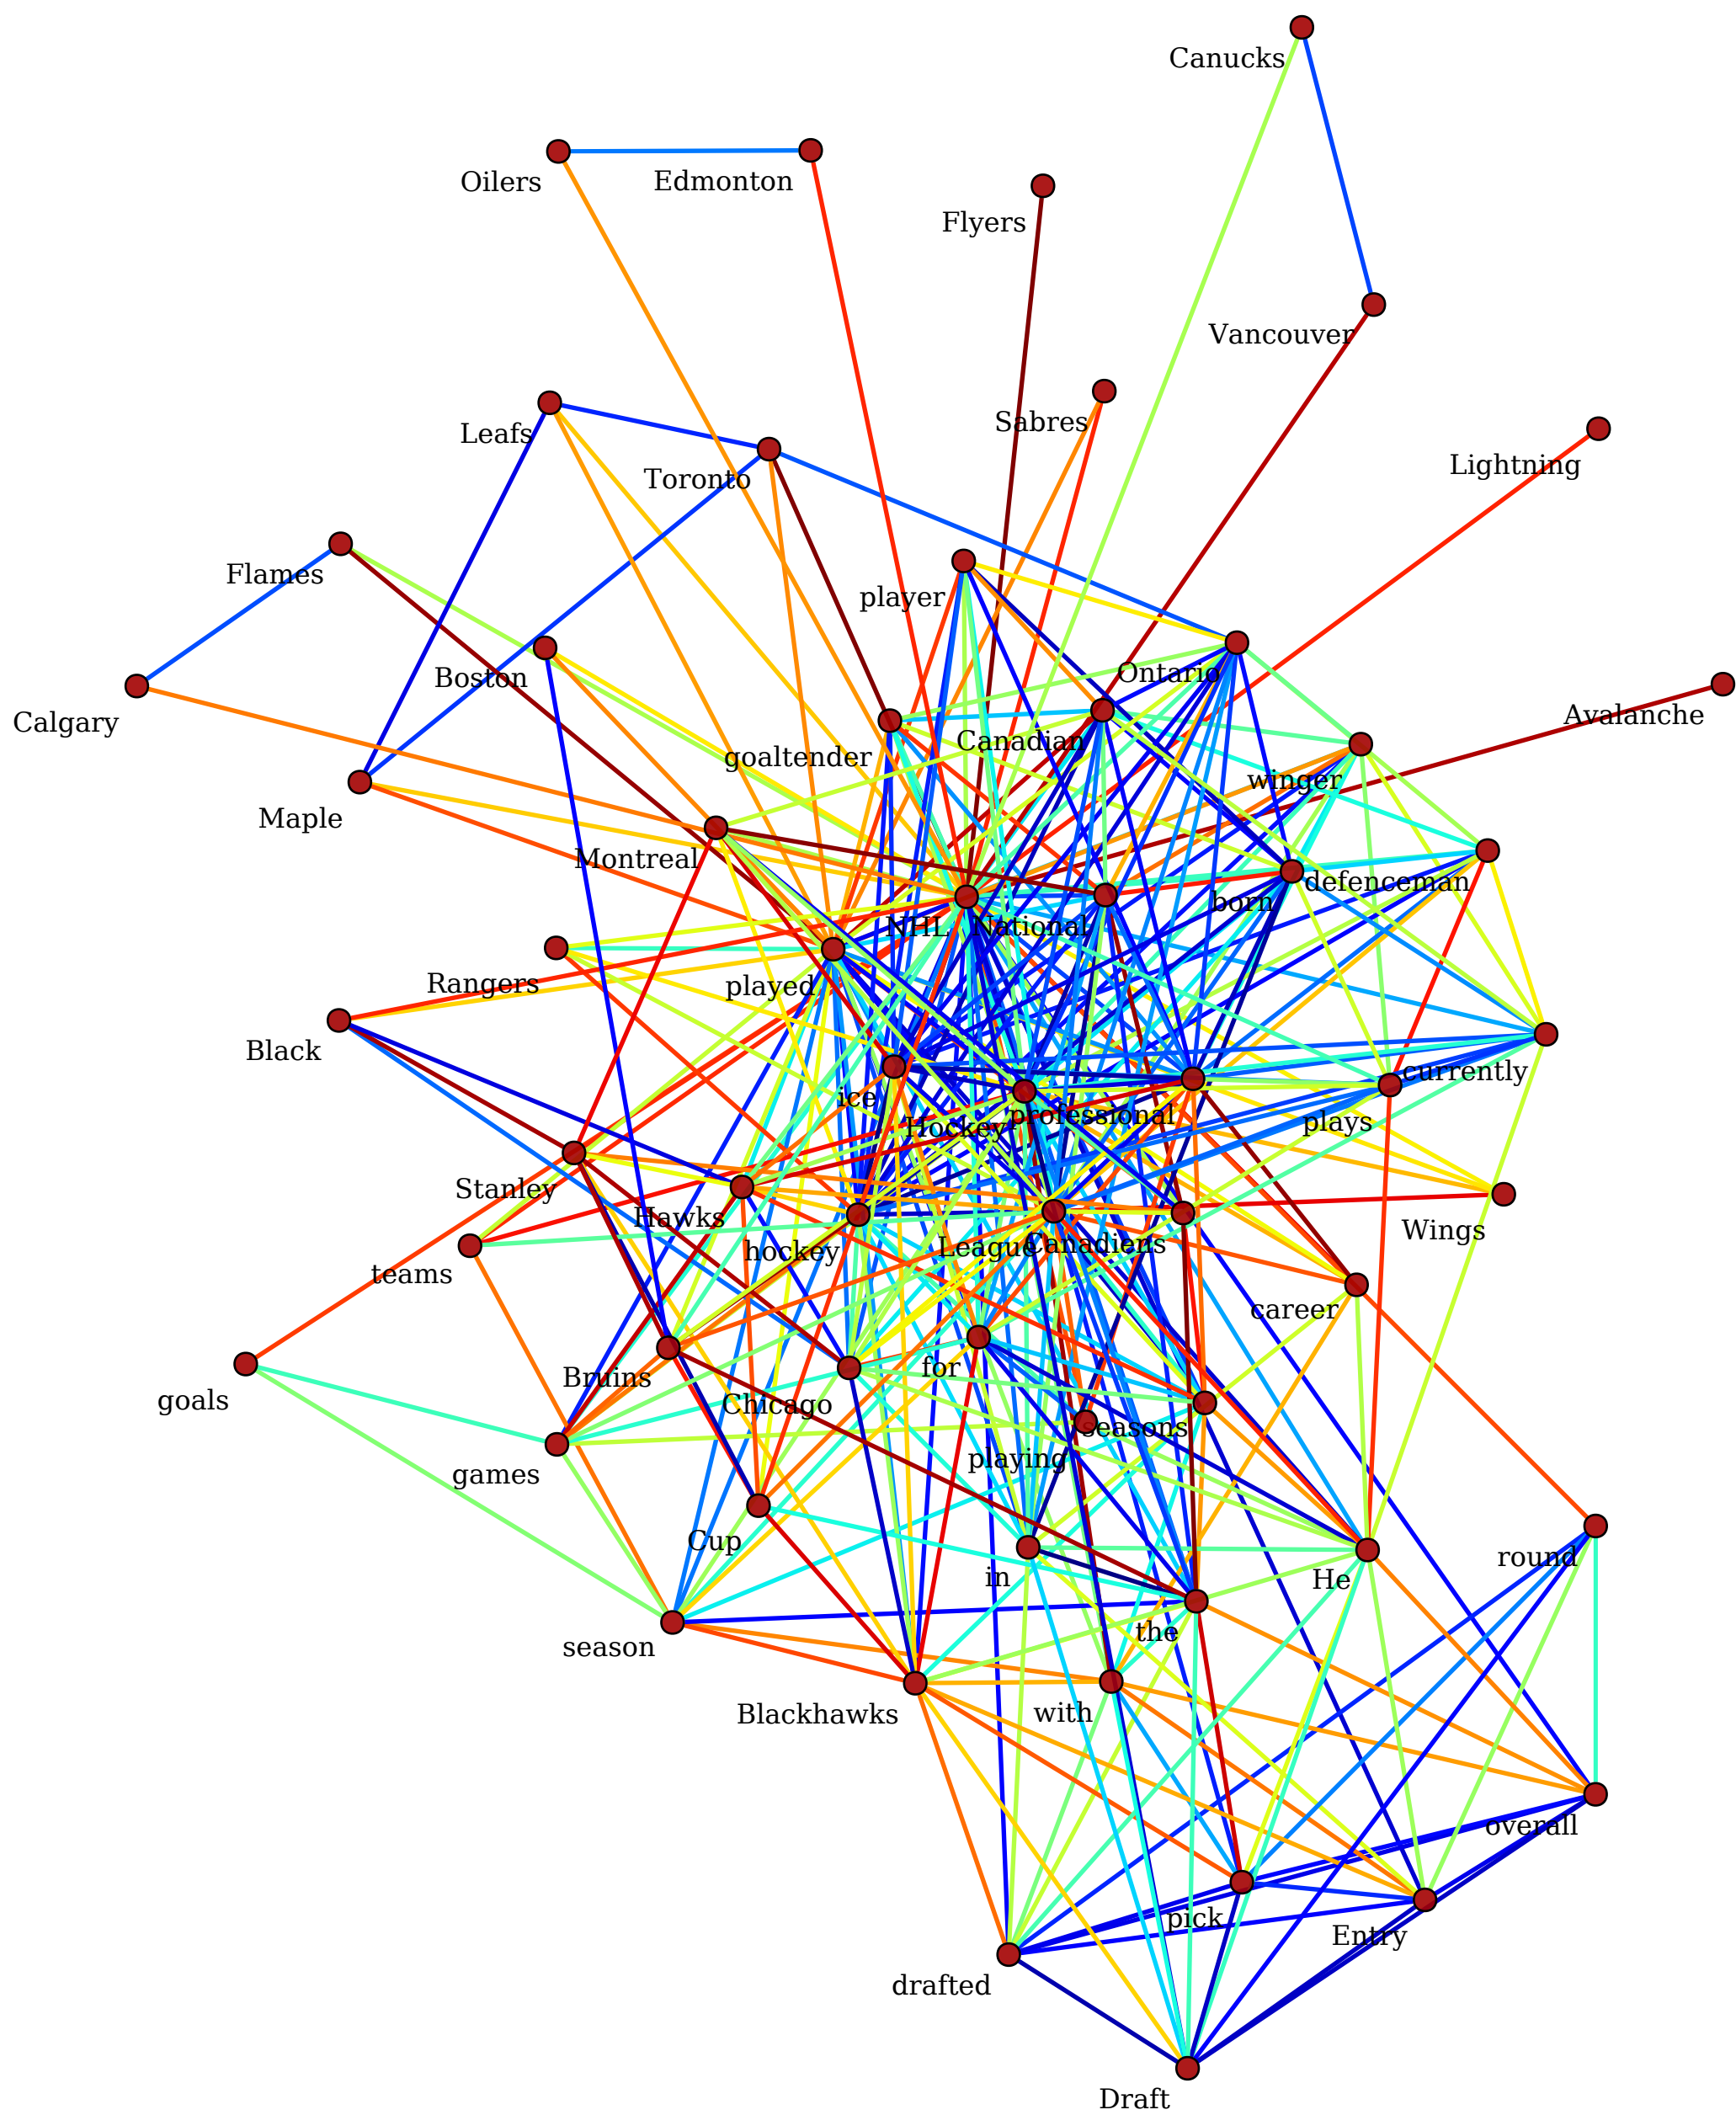 Canucks
Oilers
Edmonton
Flyers
Vancouver
Sabres
Leafs
Lightning
Toronto
Flames
player
Ontario
Boston
Avalanche
Calgary
Canadian
goaltender
winger
Maple
Montreal
defenceman
born
NHL
National
Rangers
played
Black
currently
ice
professional
plays
Hockey
Stanley
Hawks
Wings
League
Canadiens
hockey
teams
career
for
Bruins
goals
Chicago
seasons
playing
games
Cup
round
in
He
the
season
with
Blackhawks
overall
pick
Entry
drafted
Draft